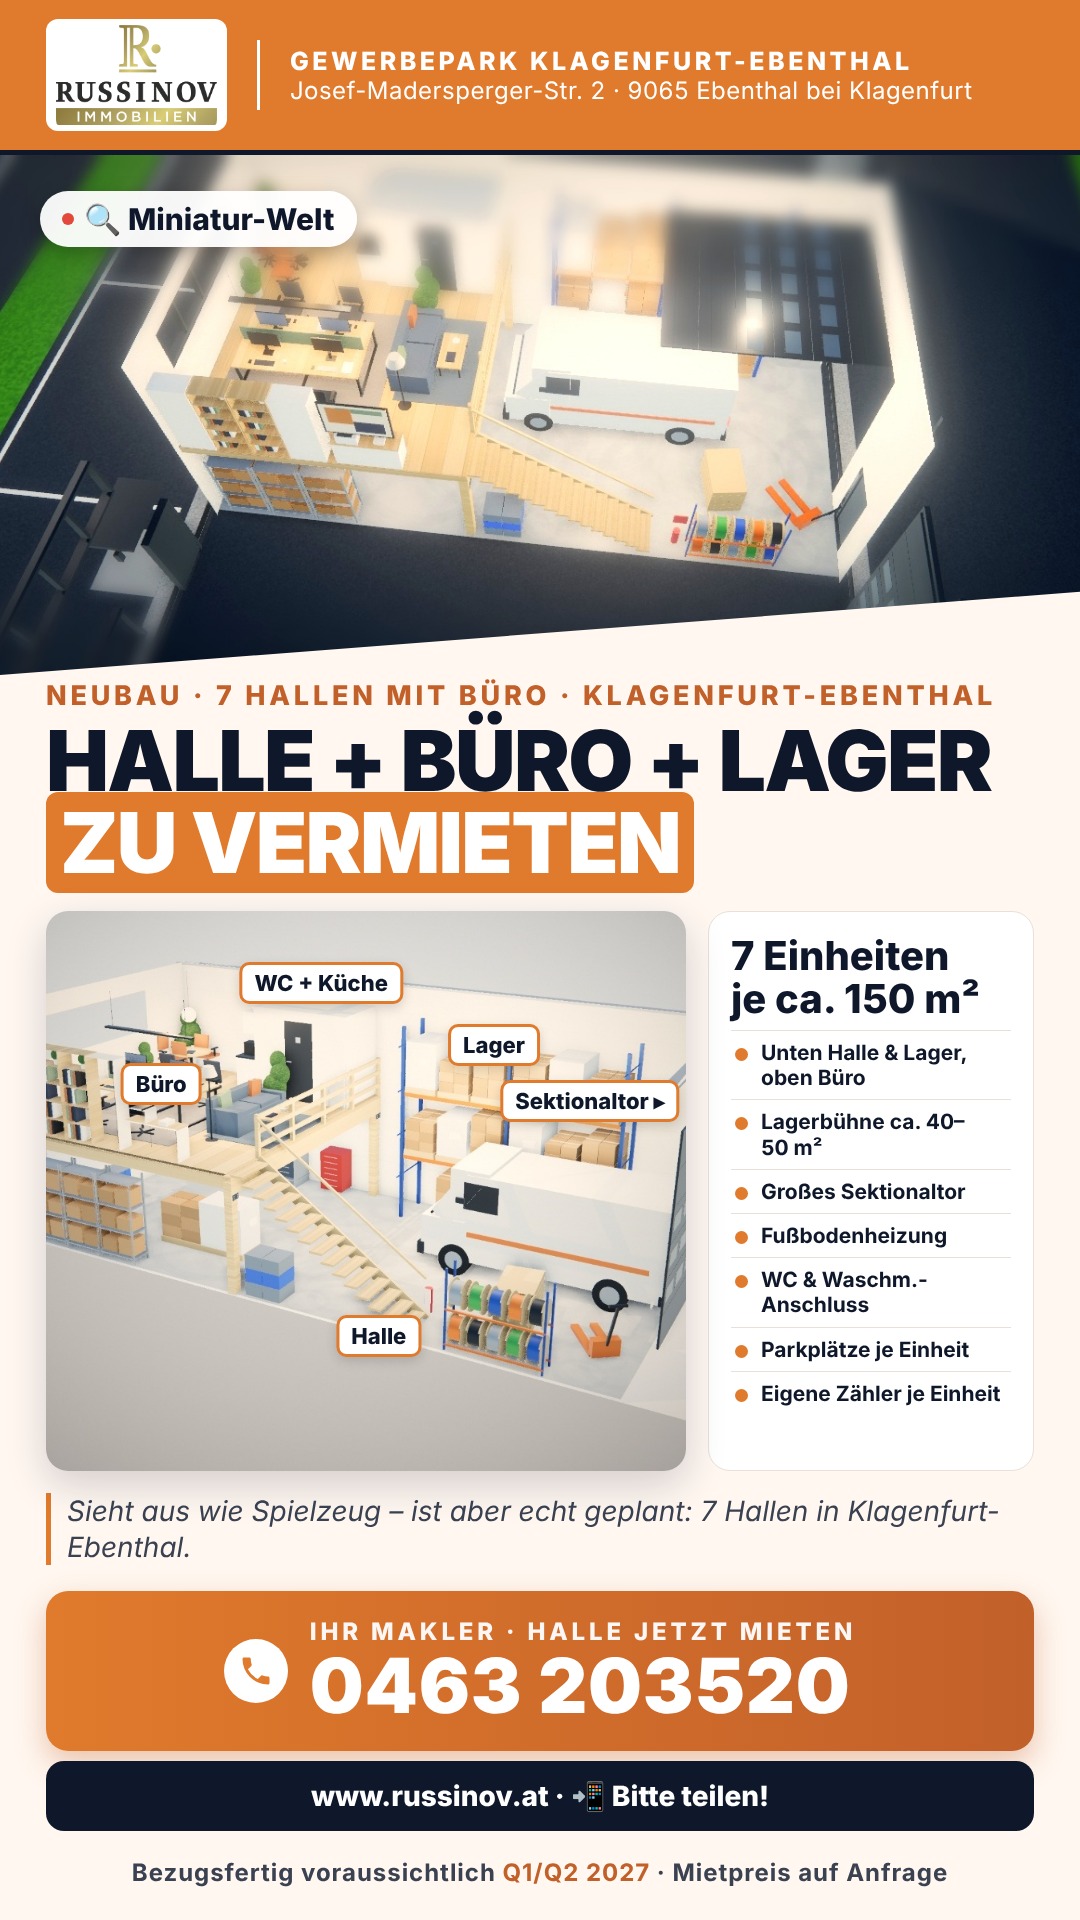 R.
RUSSINOV
IMMOBILIEN
GEWERBEPARK KLAGENFURT-EBENTHAL
Josef-Madersperger-Str. 2 · 9065 Ebenthal bei Klagenfurt
🔍 Miniatur-Welt
NEUBAU · 7 HALLEN MIT BÜRO · KLAGENFURT-EBENTHAL
HALLE + BÜRO + LAGER
ZU VERMIETEN
WC + Küche
Lager
Büro
Sektionaltor ▸
Halle
7 Einheiten
je ca. 150 m²
Unten Halle & Lager,
oben Büro
Lagerbühne ca. 40–
50 m²
Großes Sektionaltor
Fußbodenheizung
WC & Waschm.-
Anschluss
Parkplätze je Einheit
Eigene Zähler je Einheit
Sieht aus wie Spielzeug – ist aber echt geplant: 7 Hallen in Klagenfurt-
Ebenthal.
IHR MAKLER · HALLE JETZT MIETEN
0463 203520
www.russinov.at · 📲 Bitte teilen!
Bezugsfertig voraussichtlich Q1/Q2 2027 · Mietpreis auf Anfrage